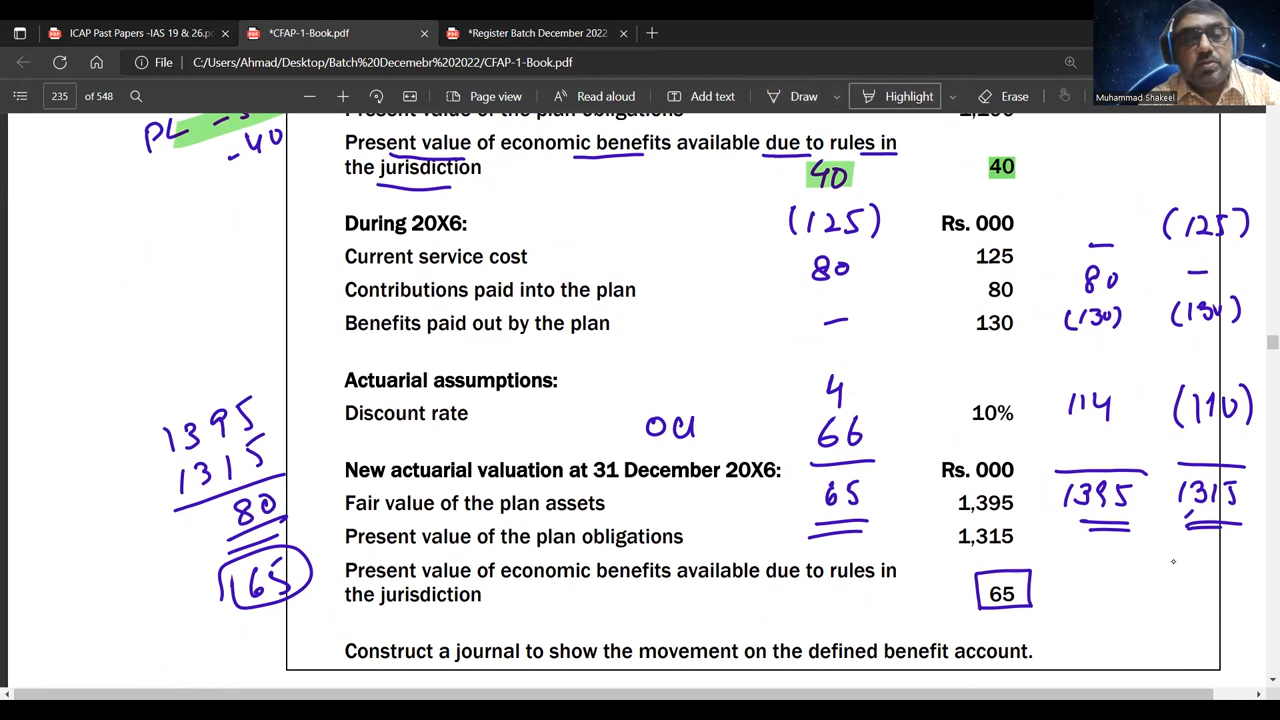 ICAP Past Papers -IAS 19 & 26.pdf
*CFAP-1-Book.pdf
*Register Batch December 2022
File C:/Users/Ahmad/Desktop/Batch%20Decemebr%202022/CFAP-1-Book.pdf
235 of 548 Page view Read aloud Add text Draw Highlight Erase
Muhammad Shakeel
Present value of the plan obligations
PL
-40
Present value of economic benefits available due to rules in
the jurisdiction 40 40
During 20X6: (125) Rs. 000 (125)
Current service cost 125 –
80
Contributions paid into the plan 80 80 –
Benefits paid out by the plan – 130 (130) (130)
Actuarial assumptions: 4
Discount rate 10% 114 (110)
OCI 66
New actuarial valuation at 31 December 20X6: Rs. 000
Fair value of the plan assets 65 1,395 1395 1315
Present value of the plan obligations 1,315
Present value of economic benefits available due to rules in
the jurisdiction 65
1395
1315
80
165
Construct a journal to show the movement on the defined benefit account.